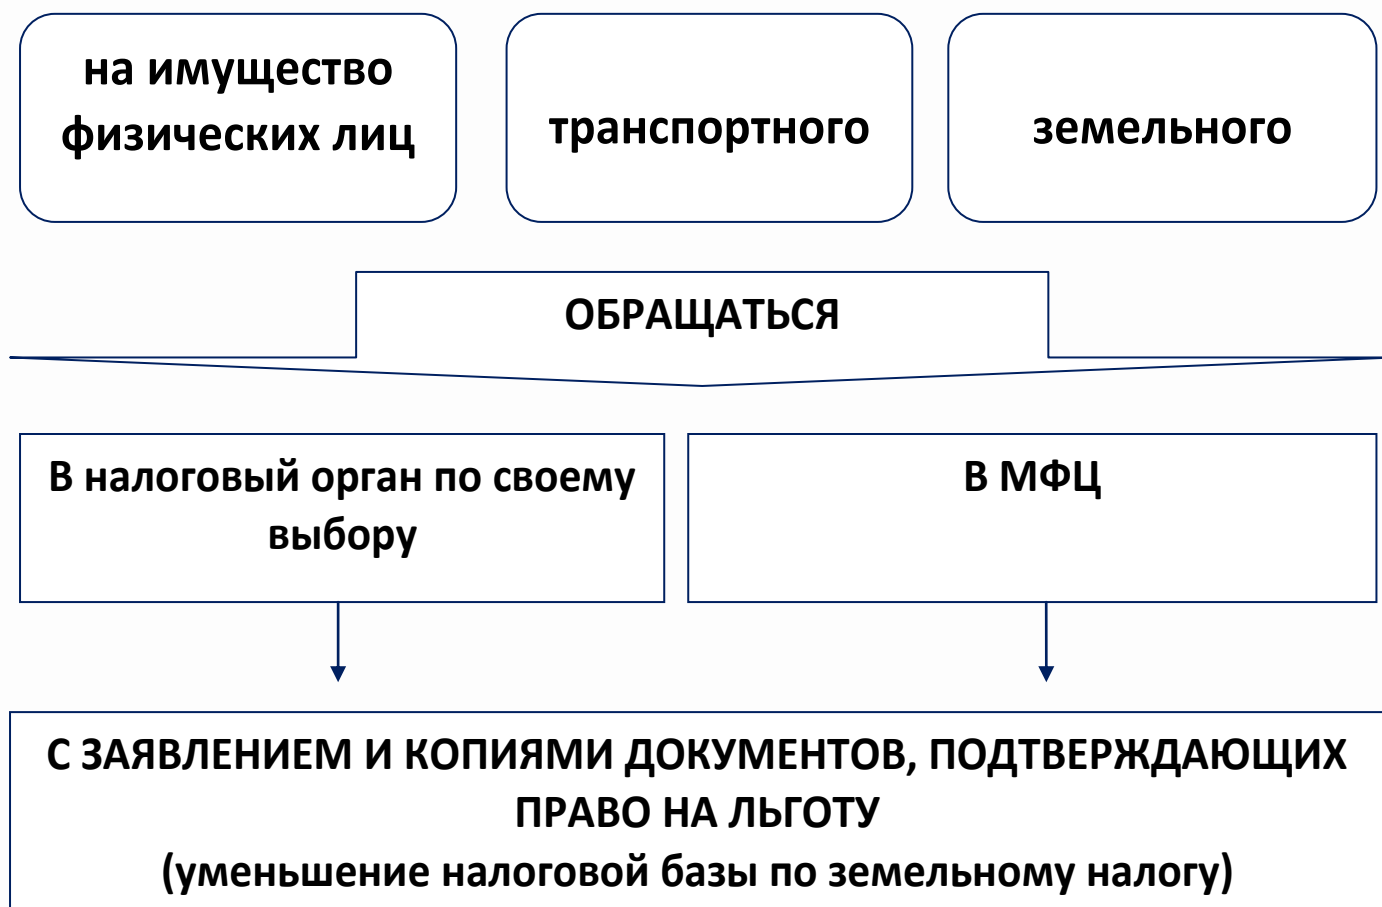 на имущество
физических лиц
транспортного
земельного
ОБРАЩАТЬСЯ
В налоговый орган по своему
выбору
В МФЦ
С ЗАЯВЛЕНИЕМ И КОПИЯМИ ДОКУМЕНТОВ, ПОДТВЕРЖДАЮЩИХ
ПРАВО НА ЛЬГОТУ
(уменьшение налоговой базы по земельному налогу)